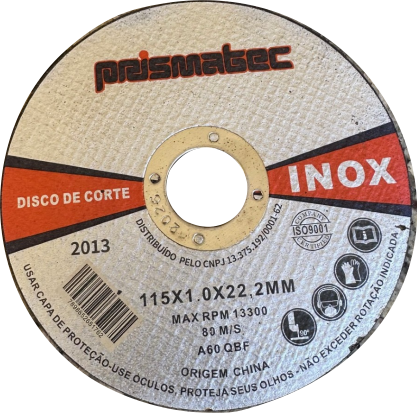 prismatec
DISCO DE CORTE
INOX
DISTRIBUIDO PELO CNPJ 13.375.192/0001-62
COMPANY
ISO9001
2013
115X1.0X22,2MM
MAX RPM 13300
80 M/S
A60 QBF
90°
ORIGEM CHINA
USAR CAPA DE PROTEÇÃO-USE ÓCULOS, PROTEJA SEUS OLHOS -NÃO EXCEDER ROTAÇÃO INDICADA